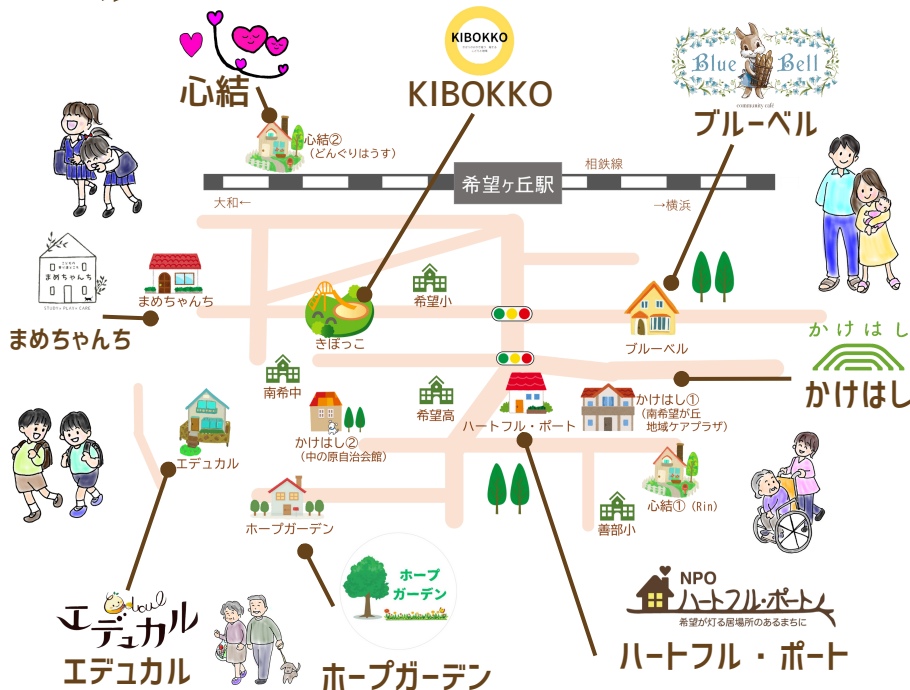 心結
KIBOKKO
KIBOKKO
Blue Bell
community café
ブルーベル
心結②
(どんぐりはうす)
希望ヶ丘駅
相鉄線
大和←
→横浜
まめちゃんち
STUDY・PLAY・CARE
まめちゃんち
まめちゃんち
きぼっこ
希望小
ブルーベル
かけはし
かけはし
南希中
希望高
ハートフル・ポート
かけはし①
(南希望が丘
地域ケアプラザ)
かけはし②
(中の原自治会館)
エデュカル
ホープガーデン
心結①(Rin)
善部小
ホープ
ガーデン
エデュカル
エデュカル
ホープガーデン
NPO
ハートフル・ポート
希望が灯る居場所のあるまちに
ハートフル・ポート